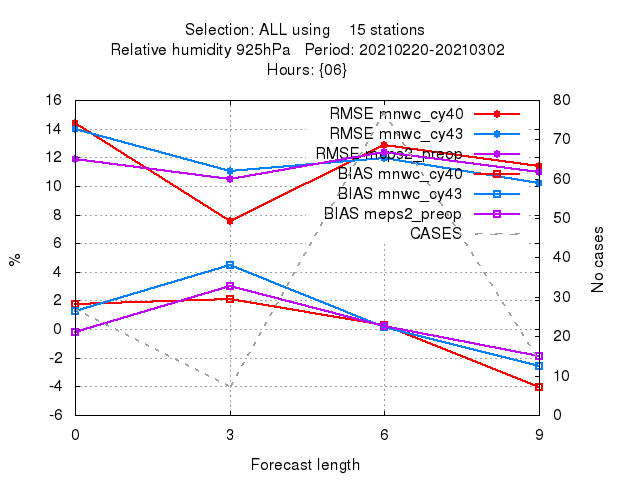 Selection: ALL using 15 stations
Relative humidity 925hPa Period: 20210220-20210302
Hours: {06}
16
14
12
10
8
6
4
2
0
-2
-4
-6
80
70
60
50
40
30
20
10
0
RMSE mnwc_cy40
RMSE mnwc_cy43
RMSE meps2_preop
BIAS mnwc_cy40
BIAS mnwc_cy43
BIAS meps2_preop
CASES
%
No cases
0
3
6
9
Forecast length